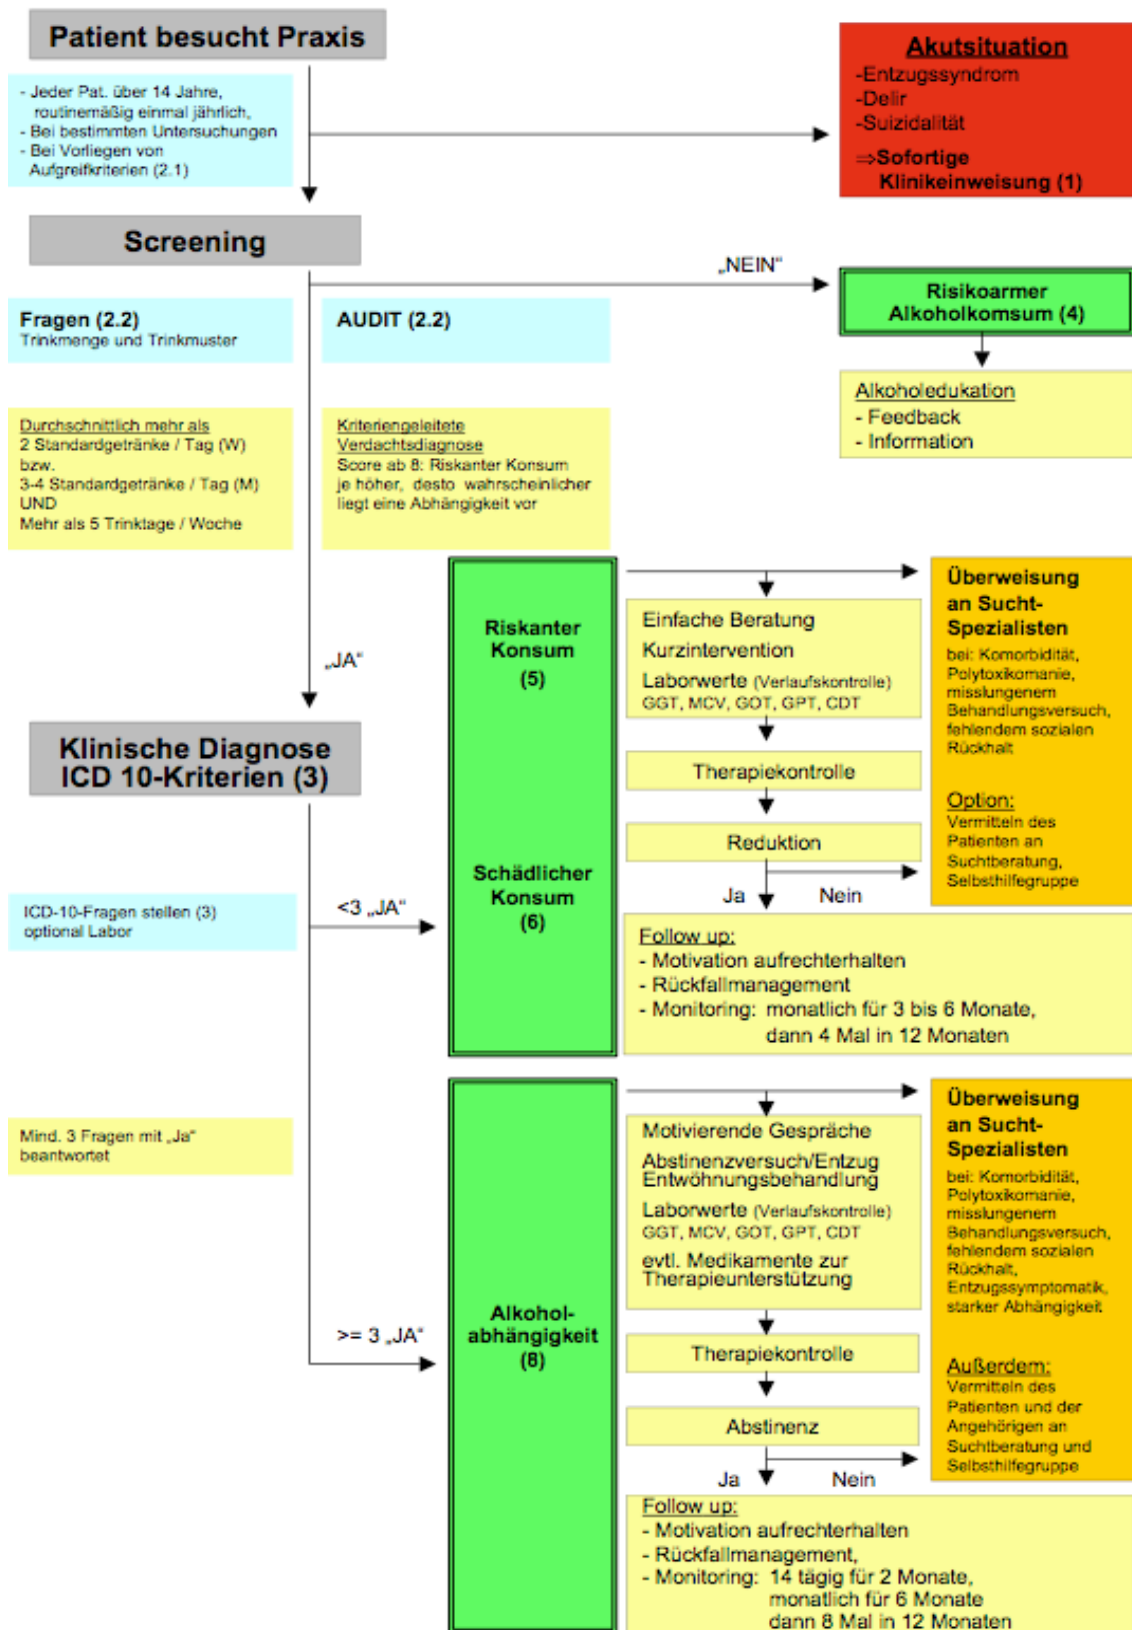 Patient besucht Praxis
- Jeder Pat. über 14 Jahre,
routinemäßig einmal jährlich,
- Bei bestimmten Untersuchungen
- Bei Vorliegen von
Aufgreifkriterien (2.1)
Akutsituation
-Entzugssyndrom
-Delir
-Suizidalität
⇒Sofortige
Klinikeinweisung (1)
Screening
„NEIN“
Risikoarmer
Alkoholkomsum (4)
Fragen (2.2)
Trinkmenge und Trinkmuster
AUDIT (2.2)
Alkoholedukation
- Feedback
- Information
Durchschnittlich mehr als
2 Standardgetränke / Tag (W)
bzw.
3-4 Standardgetränke / Tag (M)
UND
Mehr als 5 Trinktage / Woche
Kriteriengeleitete
Verdachtsdiagnose
Score ab 8: Riskanter Konsum
je höher, desto wahrscheinlicher
liegt eine Abhängigkeit vor
„JA“
Riskanter
Konsum
(5)
Einfache Beratung
Kurzintervention
Laborwerte (Verlaufskontrolle)
GGT, MCV, GOT, GPT, CDT
Überweisung
an Sucht-
Spezialisten
bei: Komorbidität,
Polytoxikomanie,
misslungenem
Behandlungsversuch,
fehlendem sozialen
Rückhalt
Klinische Diagnose
ICD 10-Kriterien (3)
Therapiekontrolle
Reduktion
Ja
Nein
Option:
Vermitteln des
Patienten an
Suchtberatung,
Selbsthilfegruppe
Schädlicher
Konsum
(6)
ICD-10-Fragen stellen (3)
optional Labor
<3 „JA“
Follow up:
- Motivation aufrechterhalten
- Rückfallmanagement
- Monitoring: monatlich für 3 bis 6 Monate,
dann 4 Mal in 12 Monaten
Mind. 3 Fragen mit „Ja“
beantwortet
Motivierende Gespräche
Abstinenzversuch/Entzug
Entwöhnungsbehandlung
Laborwerte (Verlaufskontrolle)
GGT, MCV, GOT, GPT, CDT
evtl. Medikamente zur
Therapieunterstützung
Überweisung
an Sucht-
Spezialisten
bei: Komorbidität,
Polytoxikomanie,
misslungenem
Behandlungsversuch,
fehlendem sozialen
Rückhalt,
Entzugssymptomatik,
starker Abhängigkeit
>= 3 „JA“
Alkohol-
abhängigkeit
(8)
Therapiekontrolle
Abstinenz
Ja
Nein
Außerdem:
Vermitteln des
Patienten und der
Angehörigen an
Suchtberatung und
Selbsthilfegruppe
Follow up:
- Motivation aufrechterhalten
- Rückfallmanagement,
- Monitoring: 14 tägig für 2 Monate,
monatlich für 6 Monate
dann 8 Mal in 12 Monaten